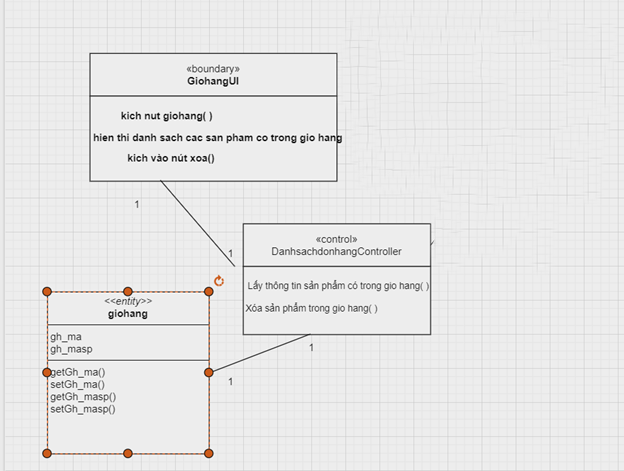 «boundary»
GiohangUI
kich nut giohang( )
hien thi danh sach các san pham co trong gio hang
kich vào nút xoa()
1
1
«control»
DanhsachdonhangController
Lấy thông tin sản phẩm có trong gio hang( )
Xóa sản phẩm trong gio hang( )
<<entity>>
giohang
gh_ma
gh_masp
getGh_ma()
setGh_ma()
getGh_masp()
setGh_masp()
1
1